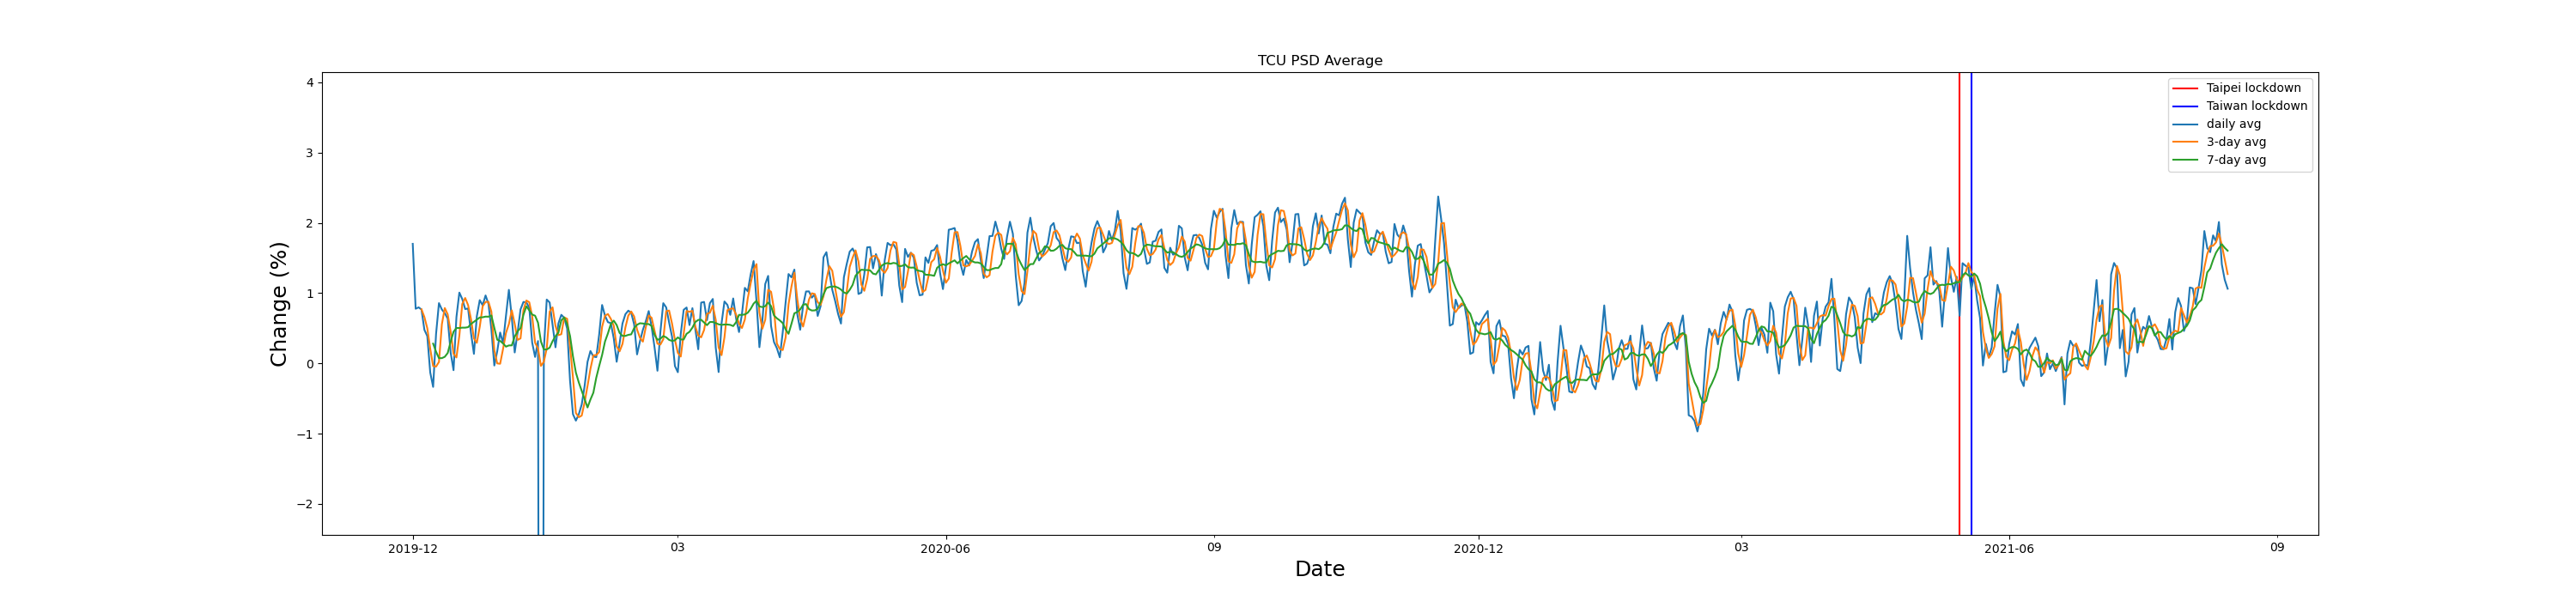 TCU PSD Average
Change (%)
4
3
2
1
0
−1
−2
Taipei lockdown
Taiwan lockdown
daily avg
3-day avg
7-day avg
2019-12 03 2020-06 09 2020-12 03 2021-06 09
Date